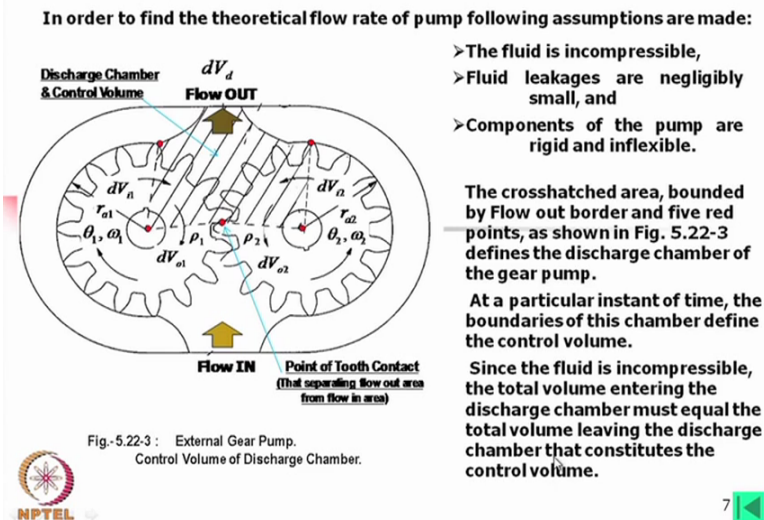 In order to find the theoretical flow rate of pump following assumptions are made:
Discharge Chamber
& Control Volume
dV_d
Flow OUT
➢The fluid is incompressible,
➢Fluid leakages are negligibly
small, and
➢Components of the pump are
rigid and inflexible.
dV_i1
dV_i2
r_a1
r_a2
θ₁, ω₁
ρ₁
ρ₂
θ₂, ω₂
dV_o1
dV_o2
The crosshatched area, bounded
by Flow out border and five red
points, as shown in Fig. 5.22-3
defines the discharge chamber of
the gear pump.
At a particular instant of time, the
boundaries of this chamber define
the control volume.
Since the fluid is incompressible,
the total volume entering the
discharge chamber must equal the
total volume leaving the discharge
chamber that constitutes the
control volume.
Flow IN
Point of Tooth Contact
(That separating flow out area
from flow in area)
Fig.-5.22-3 : External Gear Pump.
Control Volume of Discharge Chamber.
NPTEL
7